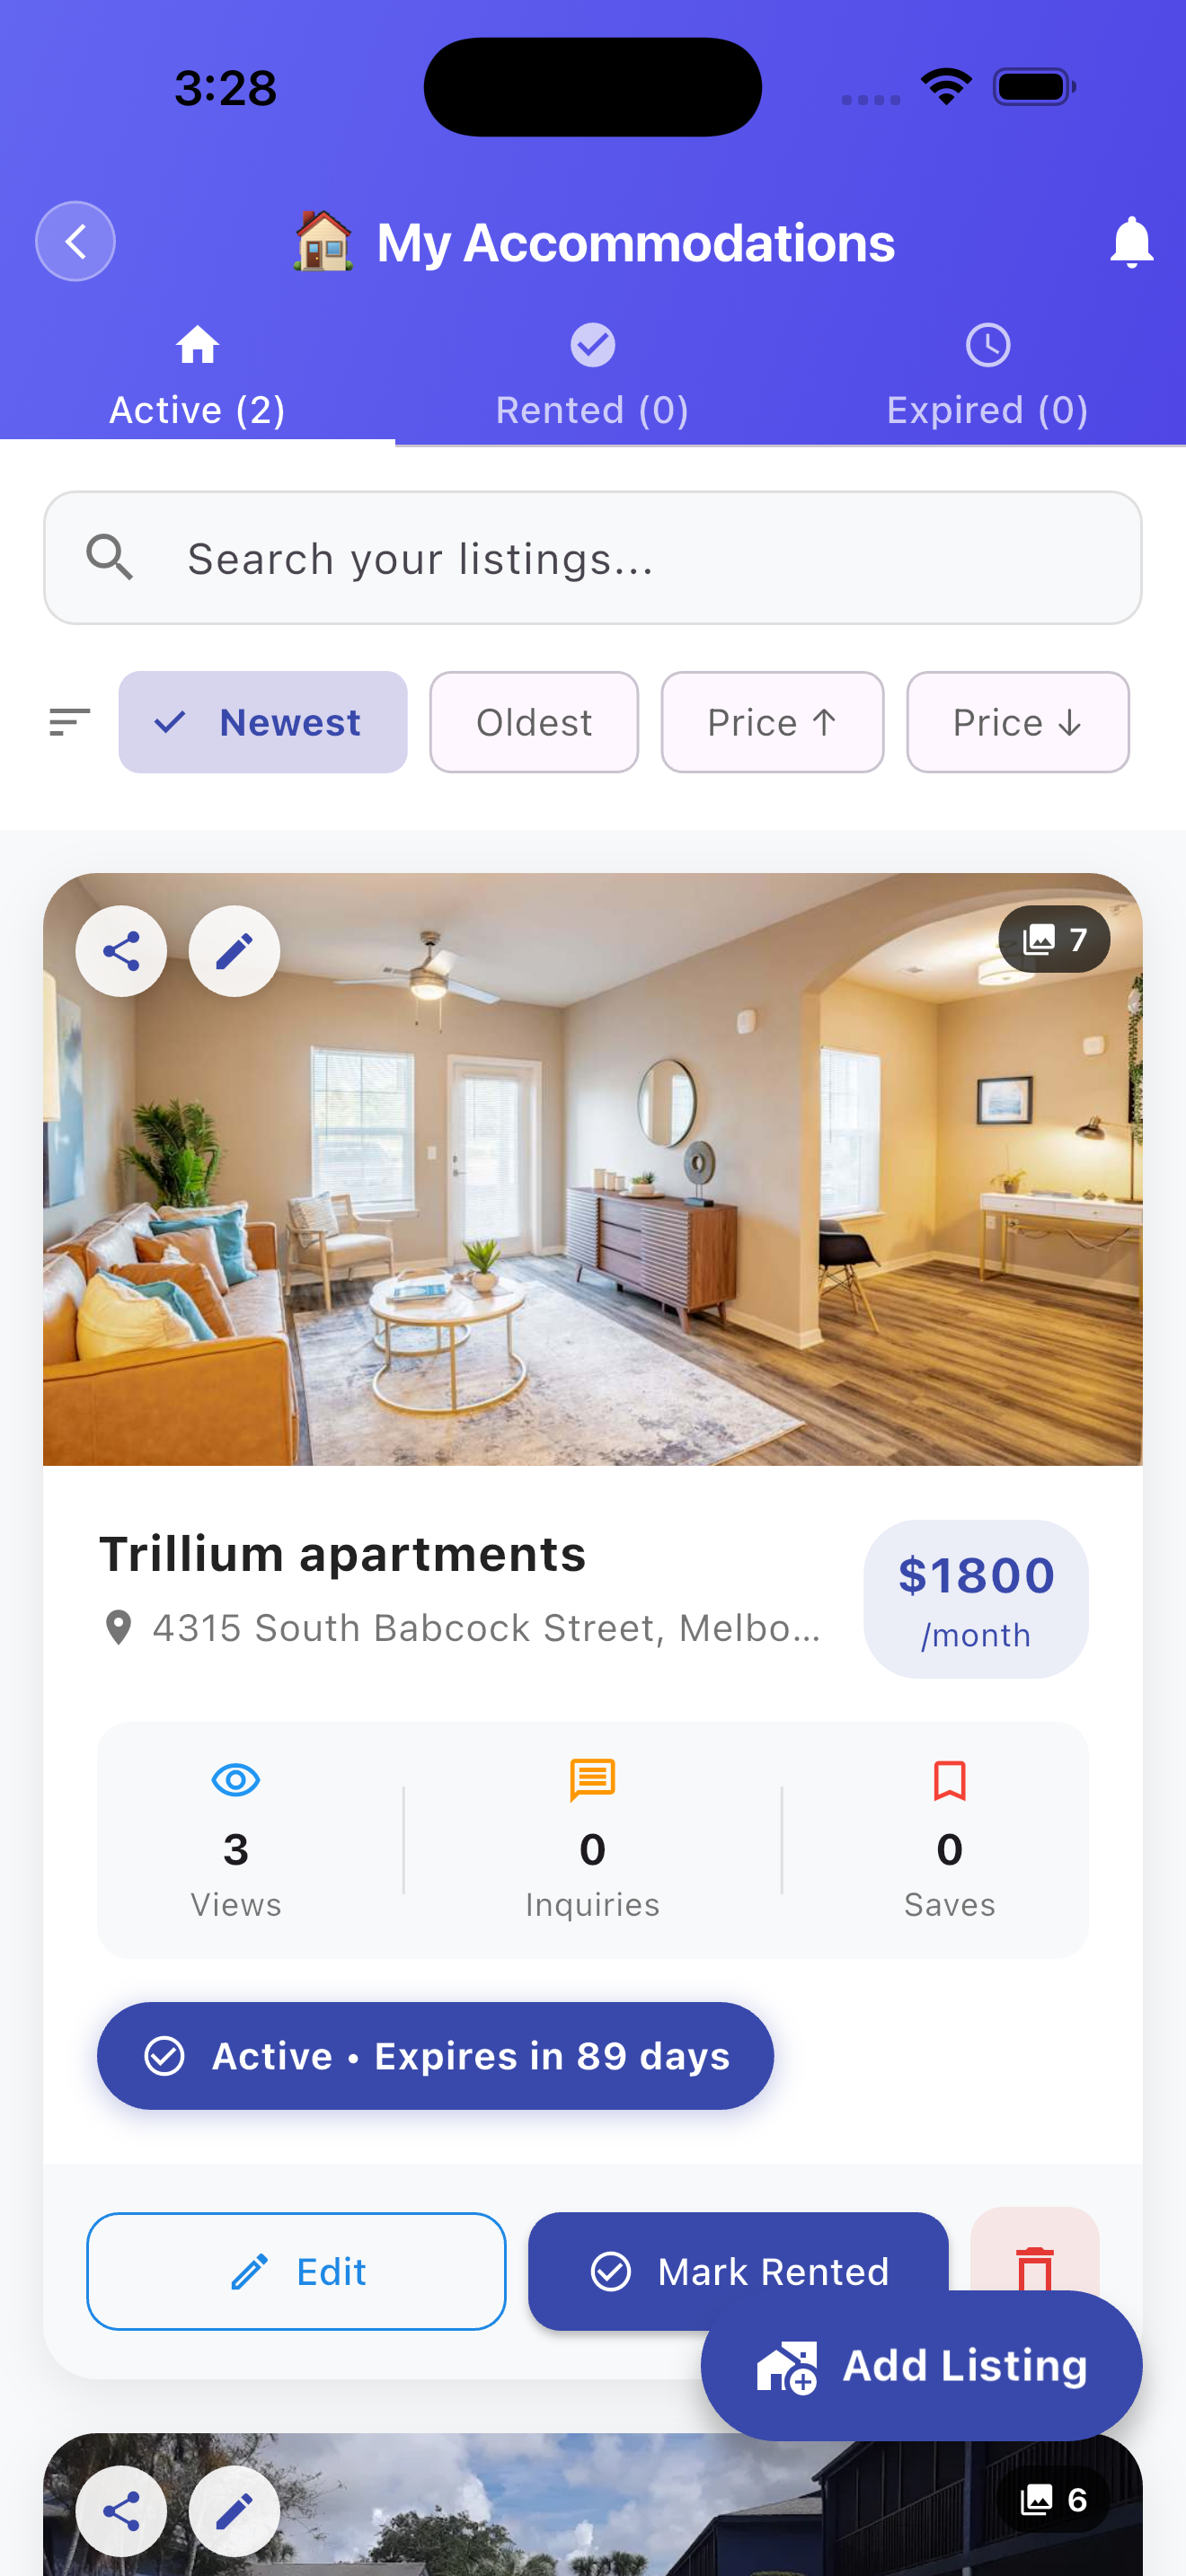 3:28
My Accommodations
Active (2)
Rented (0)
Expired (0)
Search your listings...
Newest
Oldest
Price ↑
Price ↓
7
Trillium apartments
$1800
4315 South Babcock Street, Melbo...
/month
3
0
0
Views
Inquiries
Saves
Active • Expires in 89 days
Edit
Mark Rented
Add Listing
6